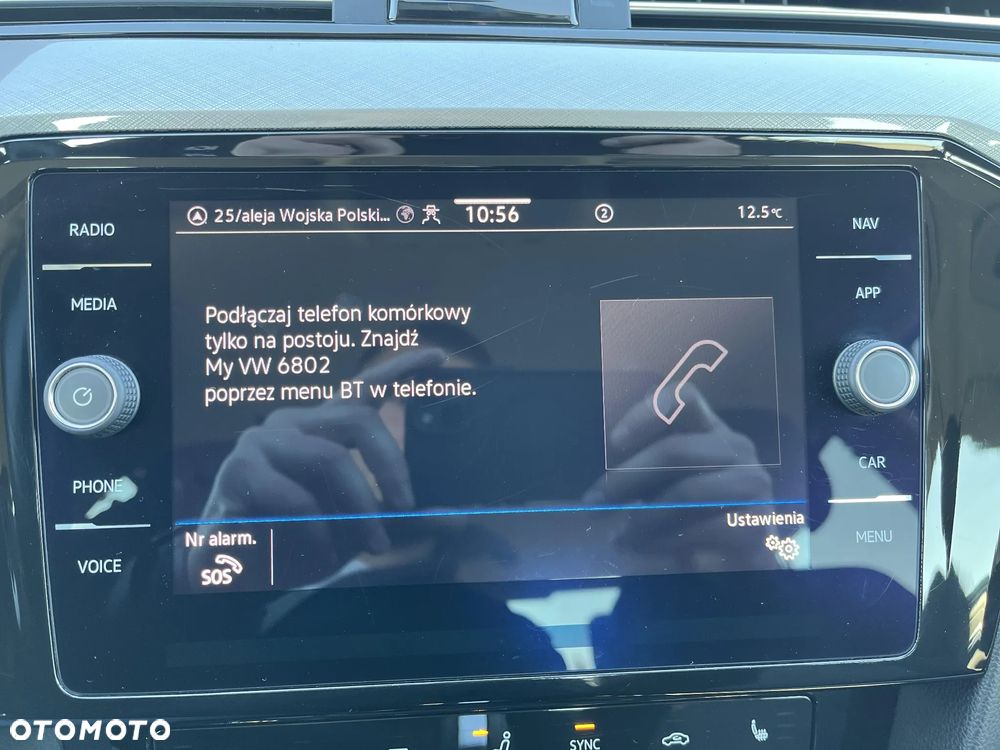 25/aleja Wojska Polski... 10:56 2 12.5°C
RADIO
MEDIA
PHONE
VOICE
Podłączaj telefon komórkowy
tylko na postoju. Znajdź
My VW 6802
poprzez menu BT w telefonie.
Nr alarm.
SOS
Ustawienia
NAV
APP
CAR
MENU
SYNC
OTOMOTO